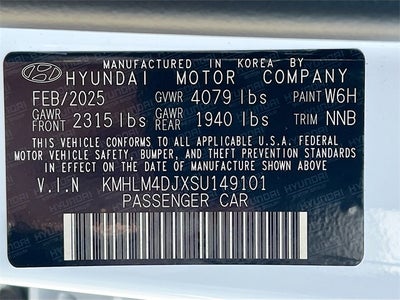 MANUFACTURED IN KOREA BY
HYUNDAI MOTOR COMPANY
FEB/2025 GVWR 4079 lbs PAINT W6H
GAWR FRONT 2315 lbs GAWR REAR 1940 lbs TRIM NNB
THIS VEHICLE CONFORMS TO ALL APPLICABLE U.S.A. FEDERAL
MOTOR VEHICLE SAFETY, BUMPER, AND THEFT PREVENTION STANDARDS
IN EFFECT ON THE DATE OF MANUFACTURE SHOWN ABOVE.
V.I.N KMHLM4DJXSU149101
PASSENGER CAR